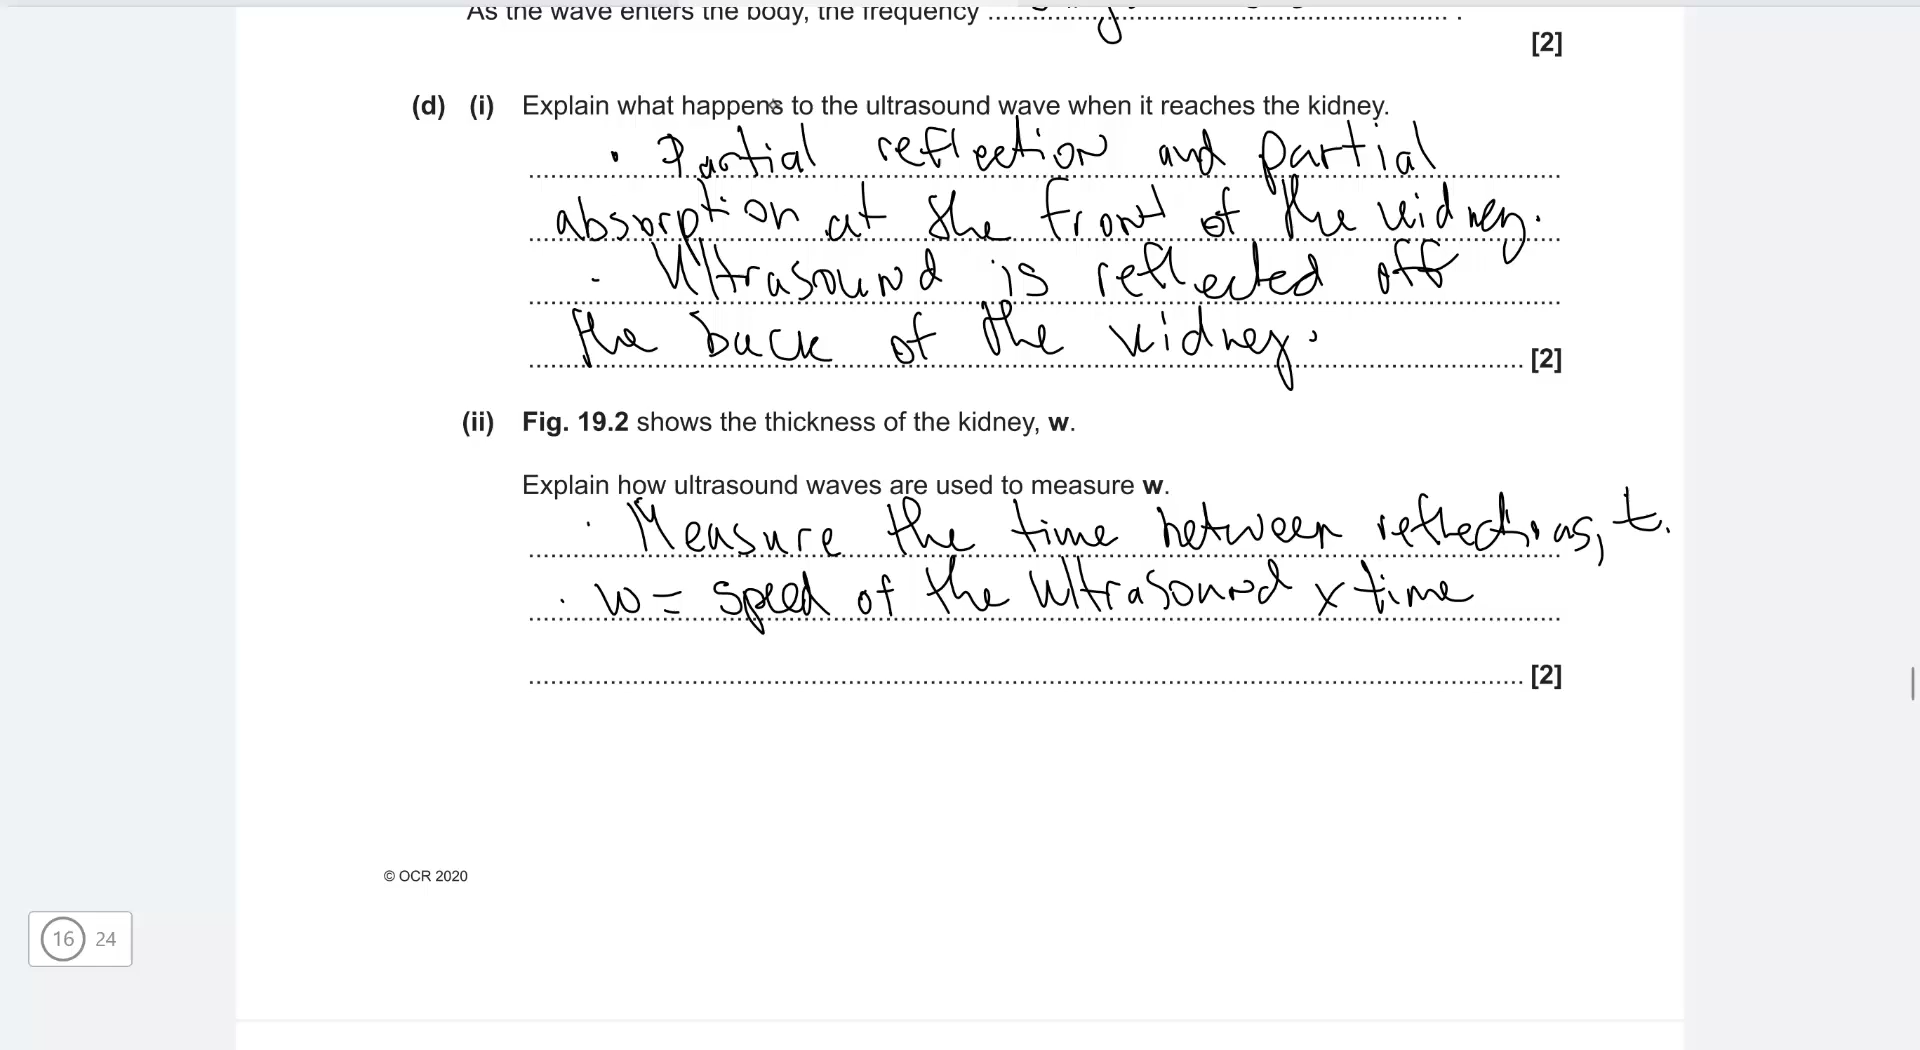 As the wave enters the body, the frequency .
[2]
(d) (i) Explain what happens to the ultrasound wave when it reaches the kidney.
· Partial reflection and partial
absorption at the front of the kidney.
· Ultrasound is reflected off
the back of the kidney.
[2]
(ii) Fig. 19.2 shows the thickness of the kidney, w.
Explain how ultrasound waves are used to measure w.
· Measure the time between reflections, t.
· w = speed of the ultrasound x time
[2]
© OCR 2020
16 24